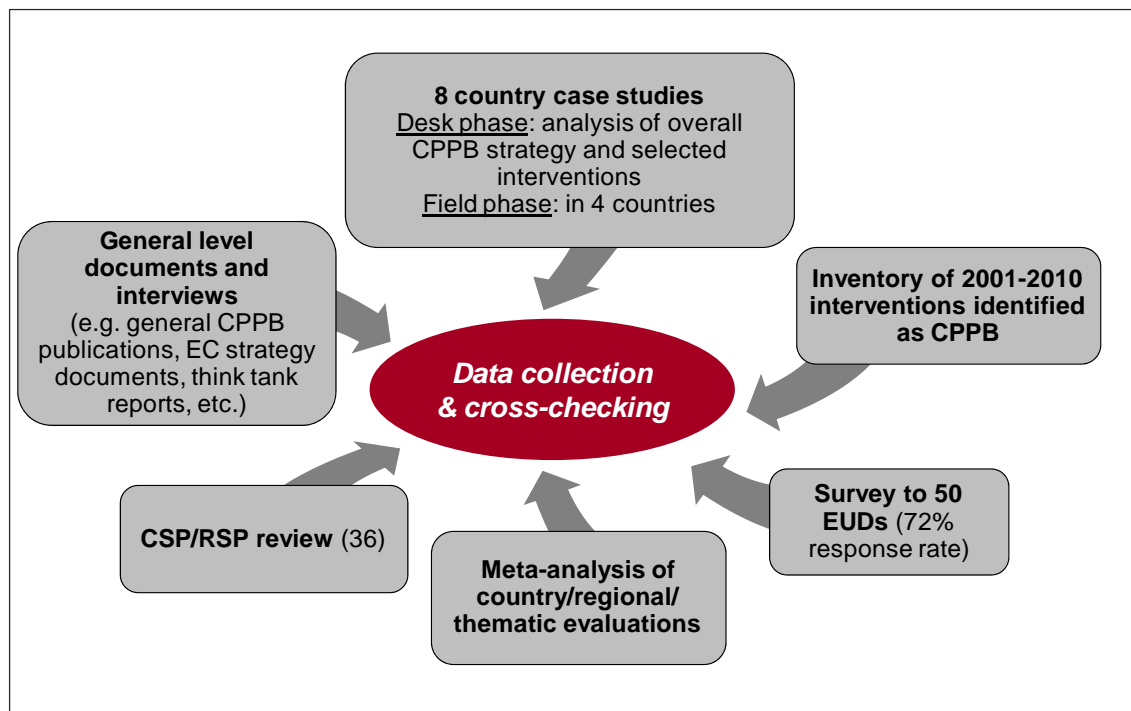 8 country case studies
Desk phase: analysis of overall
CPPB strategy and selected
interventions
Field phase: in 4 countries
General level
documents and
interviews
(e.g. general CPPB
publications, EC strategy
documents, think tank
reports, etc.)
Inventory of 2001-2010
interventions identified
as CPPB
Data collection
& cross-checking
CSP/RSP review (36)
Meta-analysis of
country/regional/
thematic evaluations
Survey to 50
EUDs (72%
response rate)